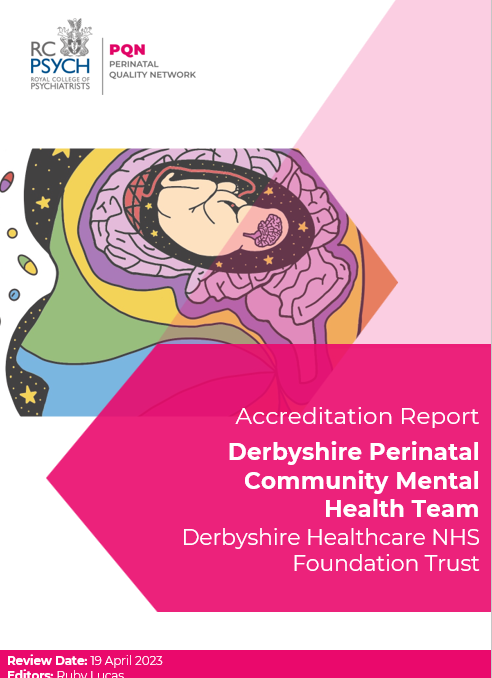 RC
PSYCH
ROYAL COLLEGE OF
PSYCHIATRISTS
PQN
PERINATAL
QUALITY NETWORK
Accreditation Report
Derbyshire Perinatal
Community Mental
Health Team
Derbyshire Healthcare NHS
Foundation Trust
Review Date: 19 April 2023
Editors: Ruby Lucas